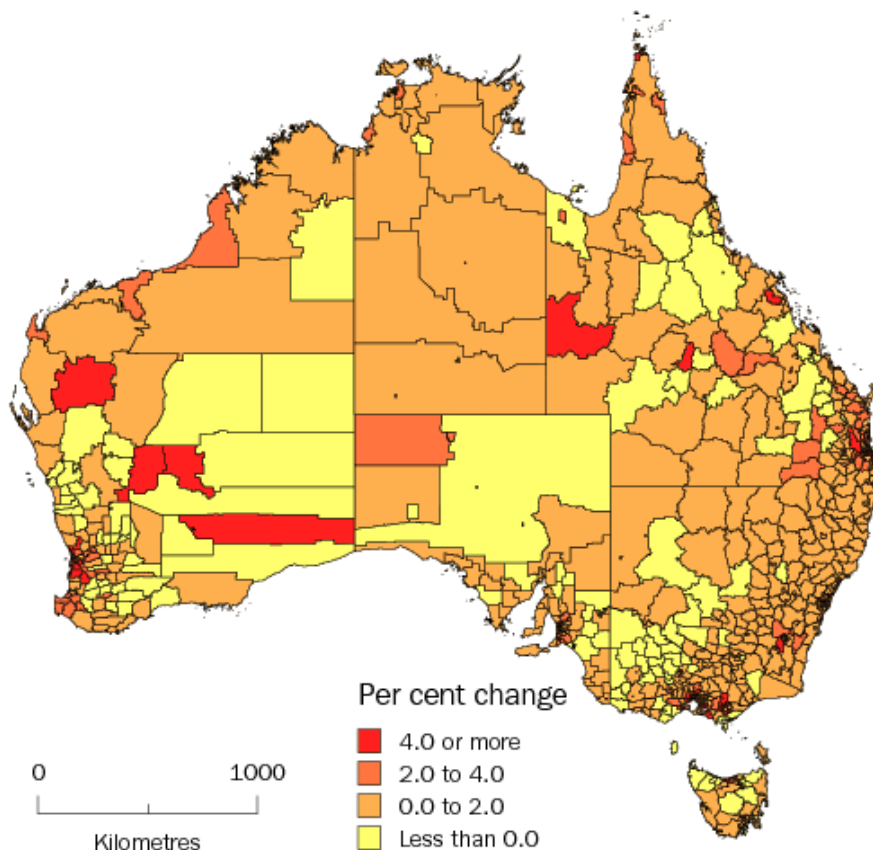 Per cent change
4.0 or more
2.0 to 4.0
0.0 to 2.0
Less than 0.0
0 1000
Kilometres